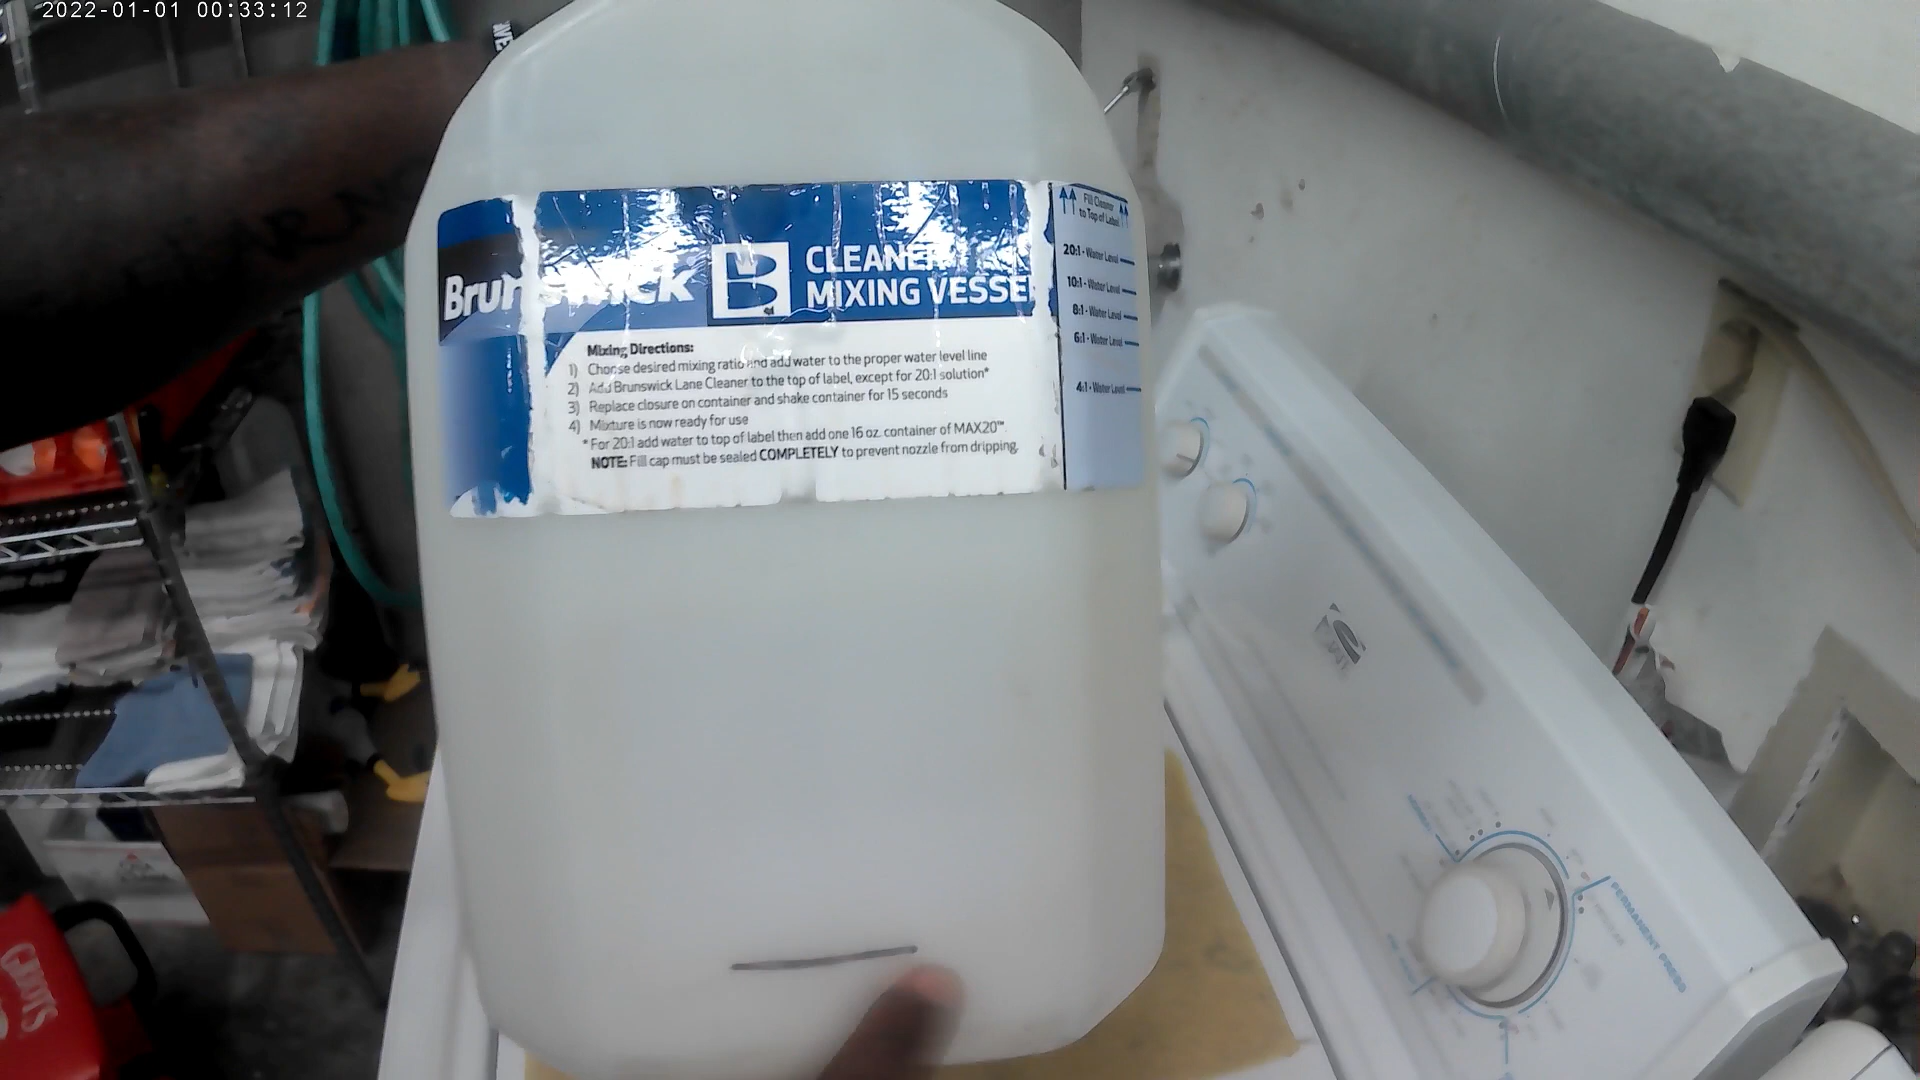 2022-01-01 00:33:12
Brunswick
B
CLEANER
MIXING VESSE
Mixing Directions:
1) Choose desired mixing ratio and add water to the proper water level line
2) Add Brunswick Lane Cleaner to the top of label, except for 20:1 solution*
3) Replace closure on container and shake container for 15 seconds
4) Mixture is now ready for use
*For 20:1 add water to top of label then add one 16 oz. container of MAX20™.
NOTE: Fill cap must be sealed COMPLETELY to prevent nozzle from dripping.
Fill Cleaner
to Top of Label
20:1 - Water Level
10:1 - Water Level
8:1 - Water Level
6:1 - Water Level
4:1 - Water Level
PERMANENT PRESS